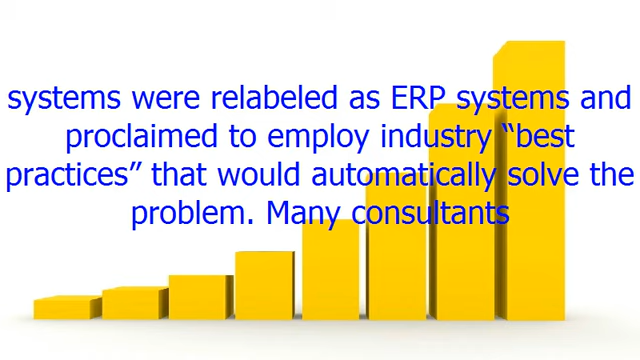 systems were relabeled as ERP systems and
proclaimed to employ industry “best
practices” that would automatically solve the
problem. Many consultants